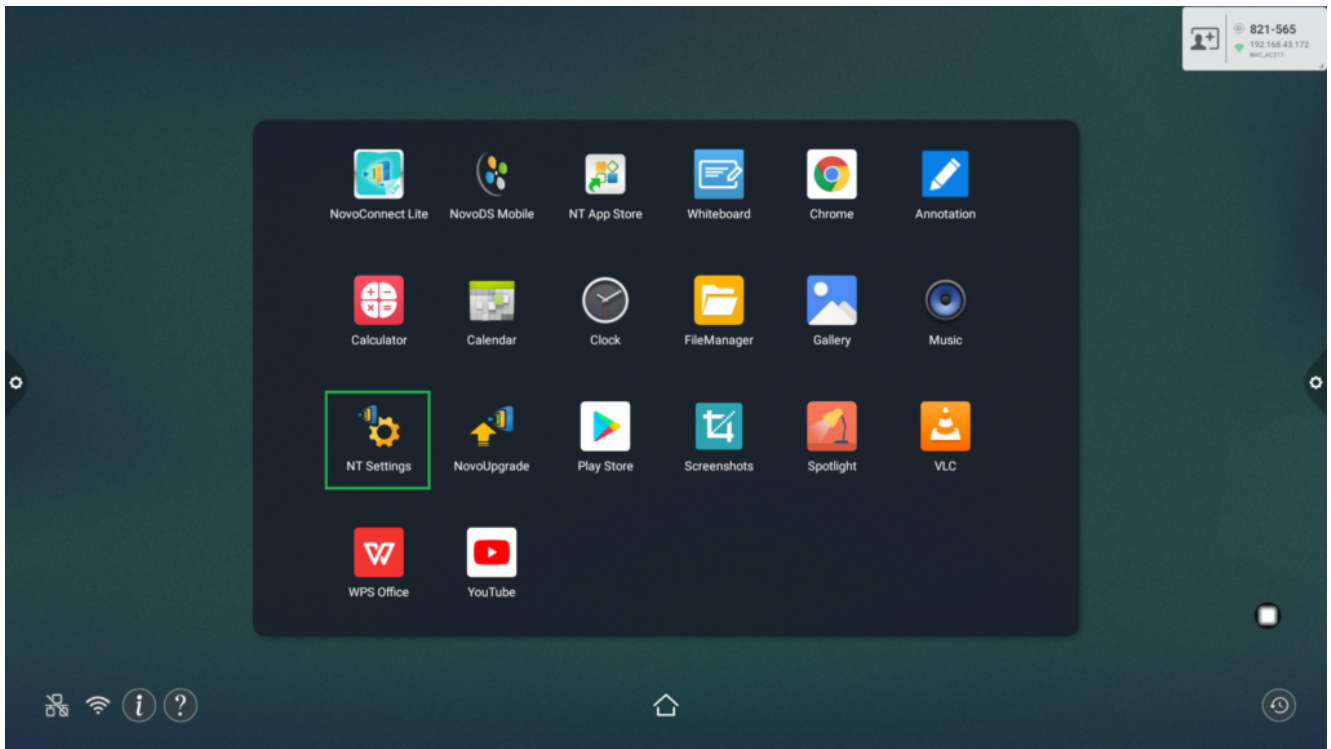 821-565
192.168.43.172
NVC_AC217
NovoConnect Lite NovoDS Mobile NT App Store Whiteboard Chrome Annotation
Calculator Calendar Clock FileManager Gallery Music
NT Settings NovoUpgrade Play Store Screenshots Spotlight VLC
WPS Office YouTube